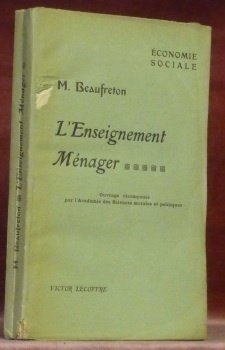 ÉCONOMIE
SOCIALE
M. Beaufreton
L'Enseignement
Ménager
Ouvrage récompensé
par l'Académie des Sciences morales et politiques
VICTOR LECOFFRE
M. Beaufreton L'Enseignement Ménager